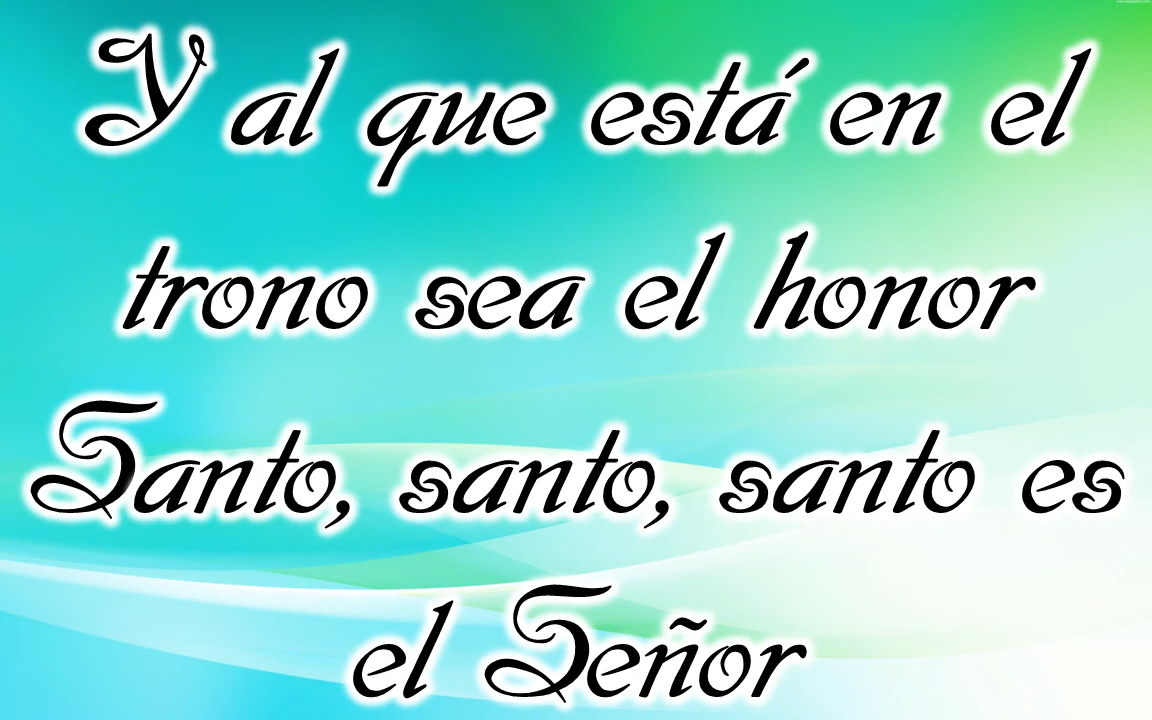 Y al que está en el
trono sea el honor
Santo, santo, santo es
el Señor